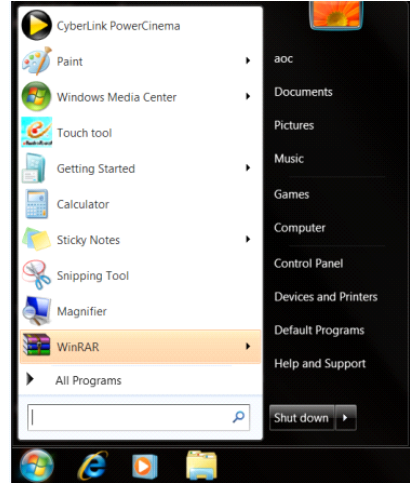 CyberLink PowerCinema
Paint
Windows Media Center
Touch tool
Getting Started
Calculator
Sticky Notes
Snipping Tool
Magnifier
WinRAR
All Programs
aoc
Documents
Pictures
Music
Games
Computer
Control Panel
Devices and Printers
Default Programs
Help and Support
Shut down